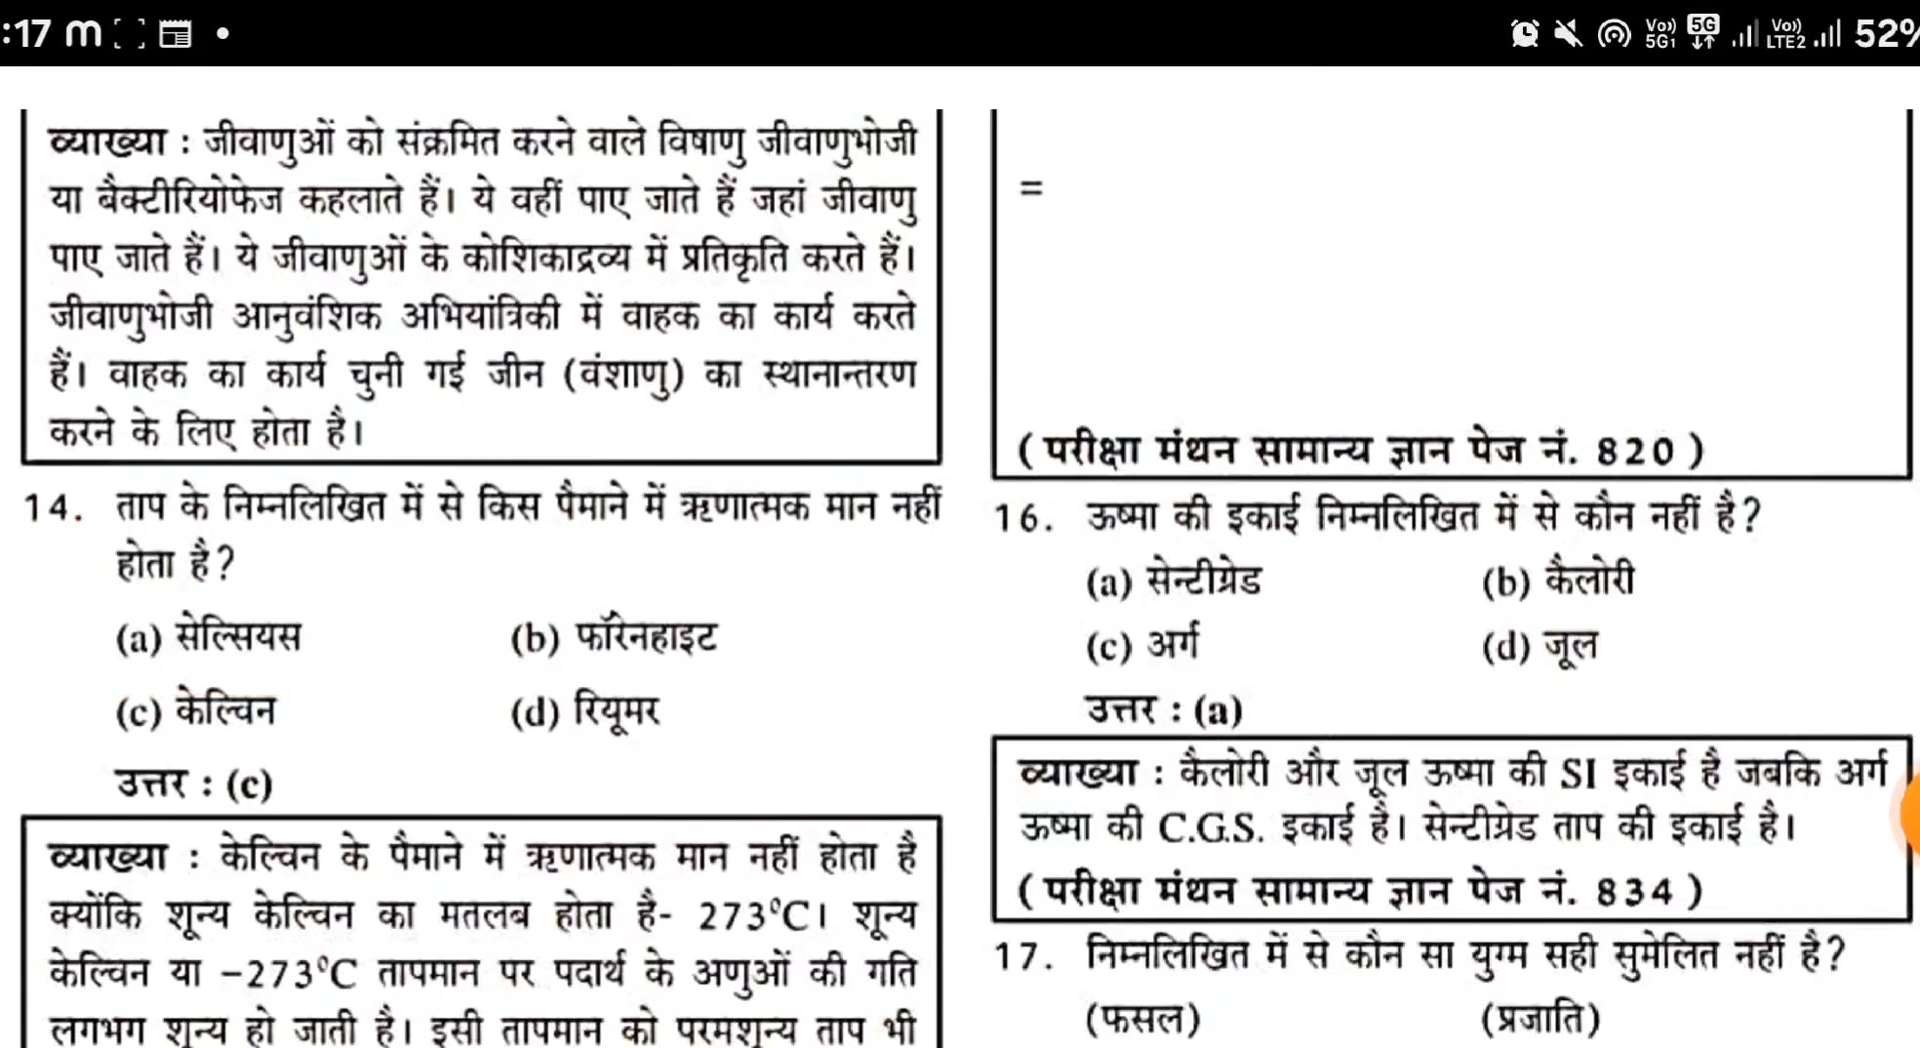 :17 m
Vo)) 5G1 5G Vo)) LTE2 52%
व्याख्या : जीवाणुओं को संक्रमित करने वाले विषाणु जीवाणुभोजी
या बैक्टीरियोफेज कहलाते हैं। ये वहीं पाए जाते हैं जहां जीवाणु
पाए जाते हैं। ये जीवाणुओं के कोशिकाद्रव्य में प्रतिकृति करते हैं।
जीवाणुभोजी आनुवंशिक अभियांत्रिकी में वाहक का कार्य करते
हैं। वाहक का कार्य चुनी गई जीन (वंशाणु) का स्थानान्तरण
करने के लिए होता है।
14. ताप के निम्नलिखित में से किस पैमाने में ऋणात्मक मान नहीं
होता है?
(a) सेल्सियस (b) फॉरेनहाइट
(c) केल्विन (d) रियूमर
उत्तर : (c)
व्याख्या : केल्विन के पैमाने में ऋणात्मक मान नहीं होता है
क्योंकि शून्य केल्विन का मतलब होता है- 273⁰C। शून्य
केल्विन या −273⁰C तापमान पर पदार्थ के अणुओं की गति
लगभग शून्य हो जाती है। इसी तापमान को परमशून्य ताप भी
=
( परीक्षा मंथन सामान्य ज्ञान पेज नं. 820 )
16. ऊष्मा की इकाई निम्नलिखित में से कौन नहीं है?
(a) सेन्टीग्रेड (b) कैलोरी
(c) अर्ग (d) जूल
उत्तर : (a)
व्याख्या : कैलोरी और जूल ऊष्मा की SI इकाई है जबकि अर्ग
ऊष्मा की C.G.S. इकाई है। सेन्टीग्रेड ताप की इकाई है।
( परीक्षा मंथन सामान्य ज्ञान पेज नं. 834 )
17. निम्नलिखित में से कौन सा युग्म सही सुमेलित नहीं है?
(फसल) (प्रजाति)